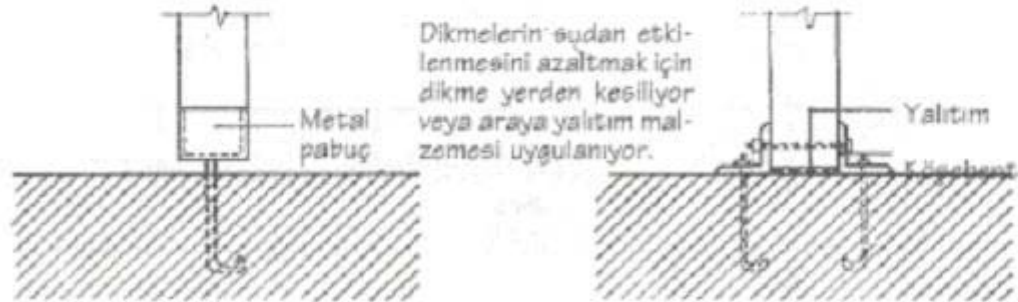 Dikmelerin sudan etki-
lenmesini azaltmak için
dikme yerden kesiliyor
veya araya yalıtım mal-
zemesi uygulanıyor.
Metal
pabuç
Yalıtım
Köşebent